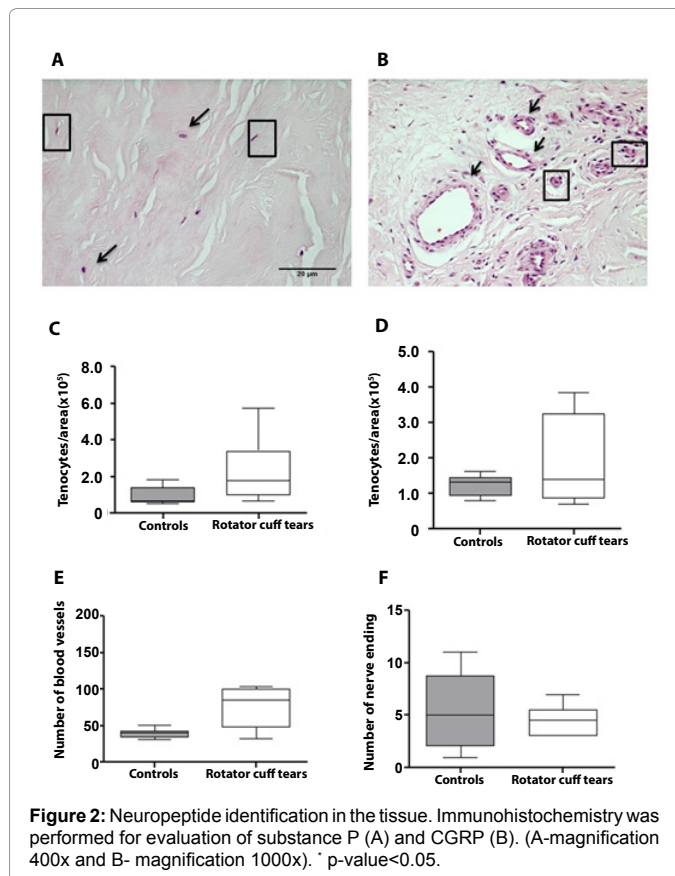 A
B
20 µm
C
D
Tenocytes/area(x10⁵)
8.0
6.0
4.0
2.0
0
Controls
Rotator cuff tears
Tenocytes/area(x10⁵)
5.0
4.0
3.0
2.0
1.0
0
Controls
Rotator cuff tears
E
F
Number of blood vessels
200
150
100
50
0
Controls
Rotator cuff tears
Number of nerve ending
15
10
5
0
Controls
Rotator cuff tears
Figure 2: Neuropeptide identification in the tissue. Immunohistochemistry was
performed for evaluation of substance P (A) and CGRP (B). (A-magnification
400x and B- magnification 1000x). * p-value<0.05.